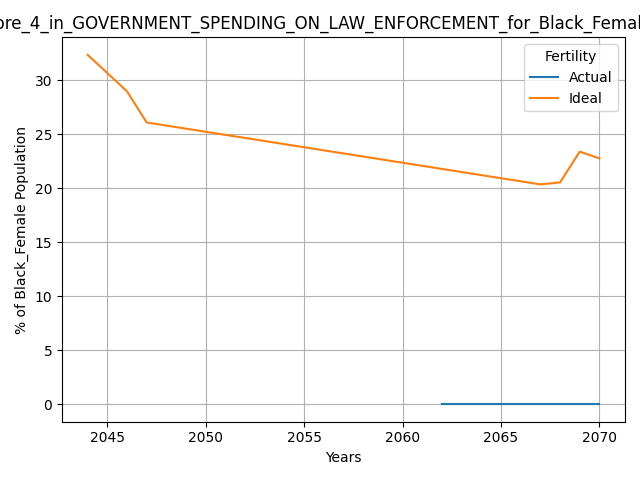 ore_4_in_GOVERNMENT_SPENDING_ON_LAW_ENFORCEMENT_for_Black_Femal
Fertility
Actual
Ideal
% of Black_Female Population
30
25
20
15
10
5
0
2045 2050 2055 2060 2065 2070
Years